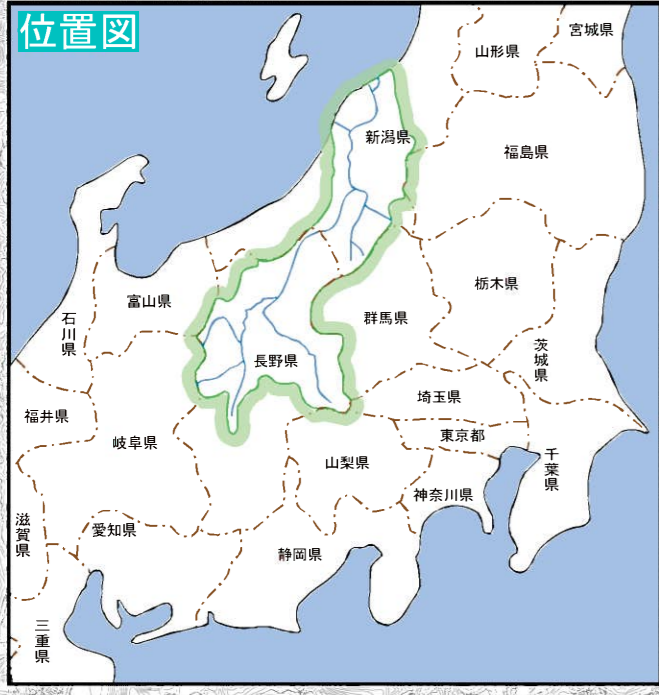 位置図
宮城県
山形県
新潟県
福島県
栃木県
富山県
群馬県
石川県
茨城県
長野県
埼玉県
福井県
東京都
岐阜県
山梨県
千葉県
神奈川県
滋賀県
愛知県
静岡県
三重県